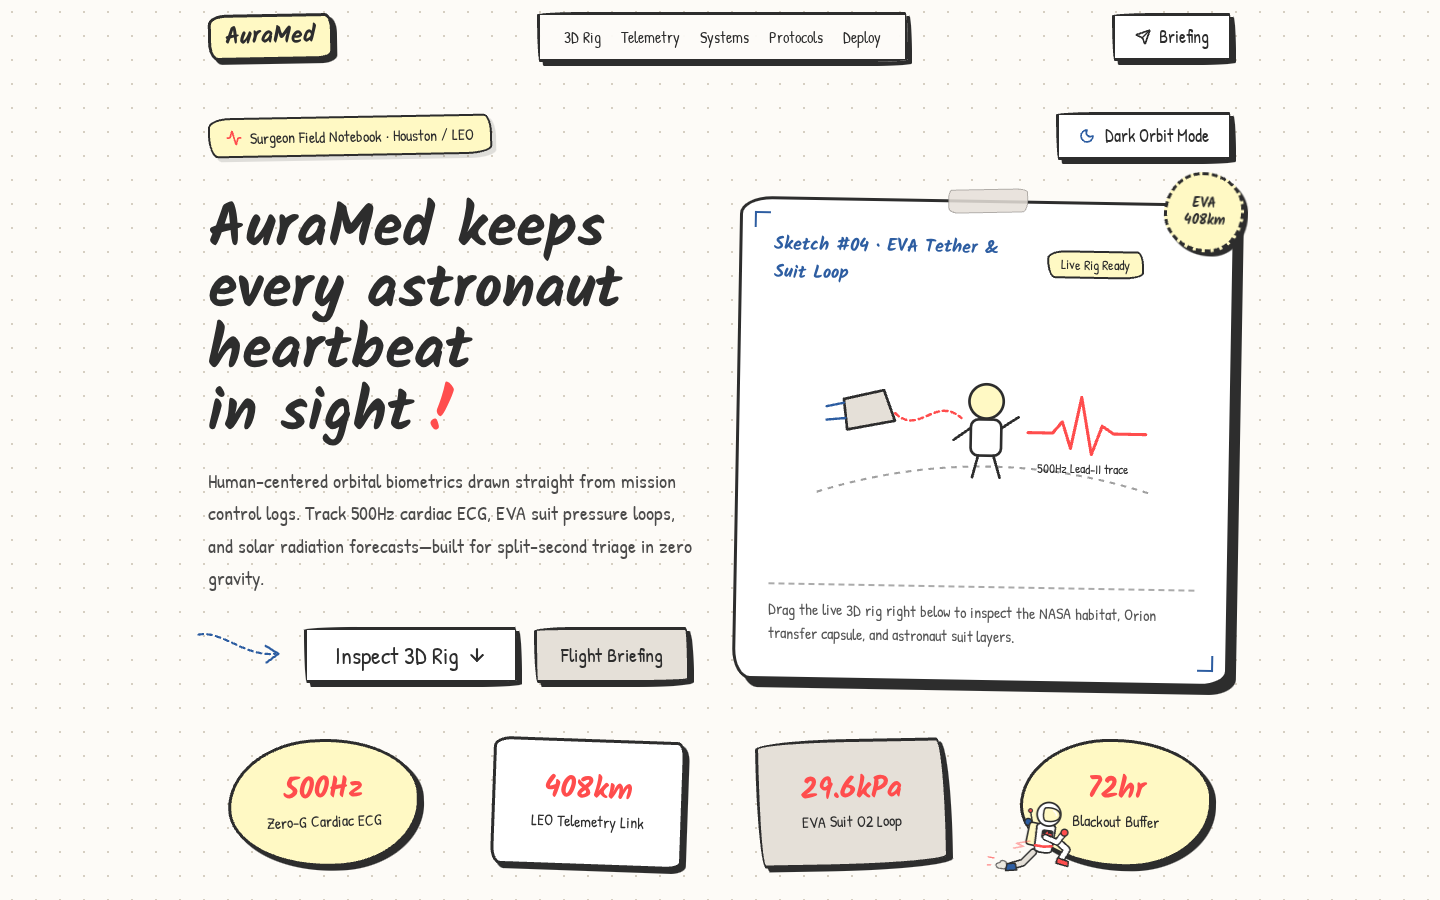 AuraMed
3D Rig Telemetry Systems Protocols Deploy
Briefing
Surgeon Field Notebook · Houston / LEO
Dark Orbit Mode
AuraMed keeps
every astronaut
heartbeat
in sight!
Human-centered orbital biometrics drawn straight from mission
control logs. Track 500Hz cardiac ECG, EVA suit pressure loops,
and solar radiation forecasts—built for split-second triage in zero
gravity.
Inspect 3D Rig
Flight Briefing
EVA
408km
Sketch #04 · EVA Tether &
Suit Loop
Live Rig Ready
500Hz Lead-II trace
Drag the live 3D rig right below to inspect the NASA habitat, Orion
transfer capsule, and astronaut suit layers.
500Hz
Zero-G Cardiac ECG
408km
LEO Telemetry Link
29.6kPa
EVA Suit O2 Loop
72hr
Blackout Buffer